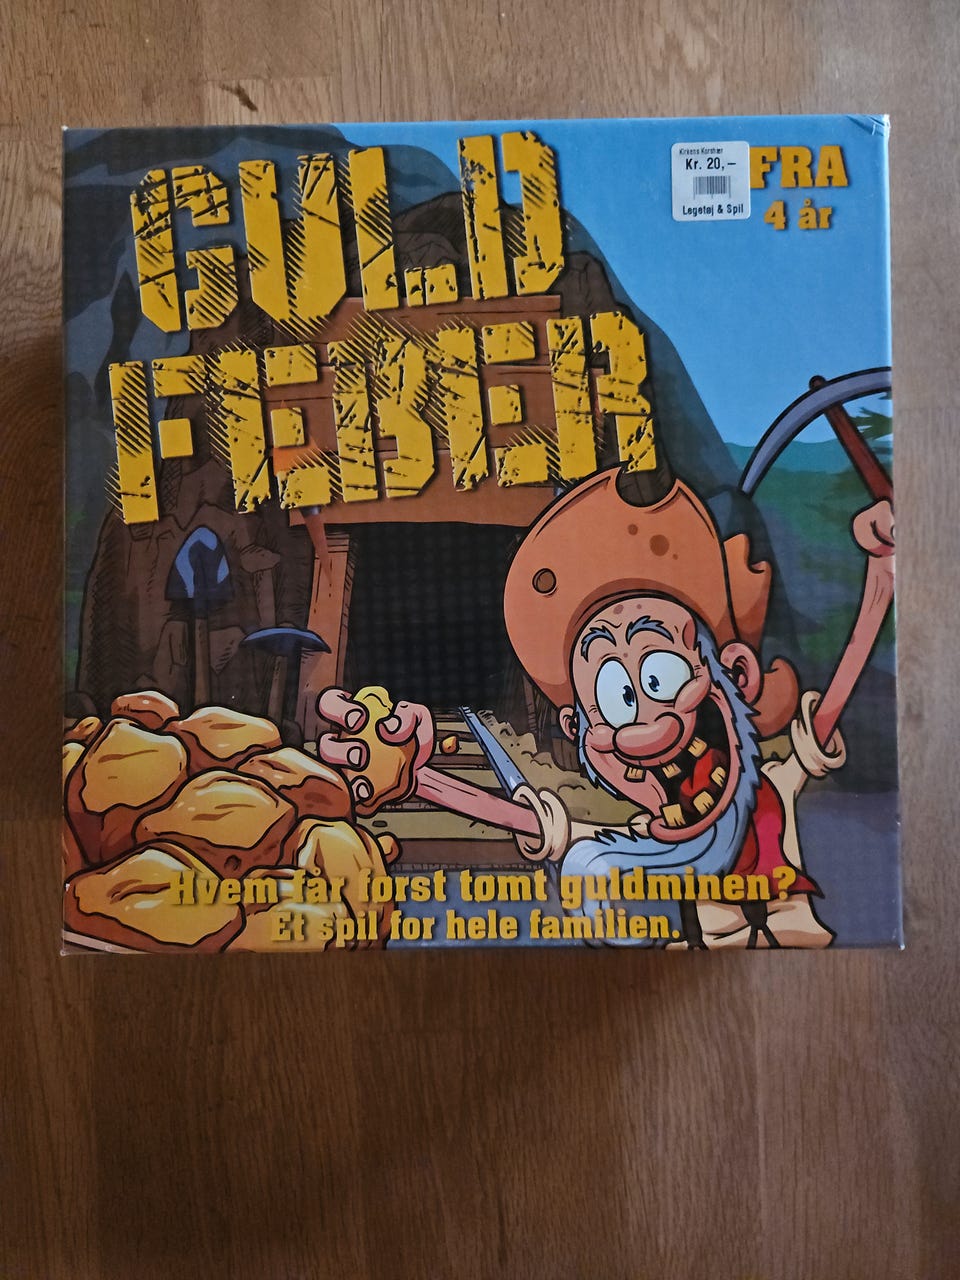 GULD
FEBER
Kirkens Korshær
Kr. 20,-
Legetøj & Spil
FRA
4 år
Hvem får først tømt guldminen?
Et spil for hele familien.